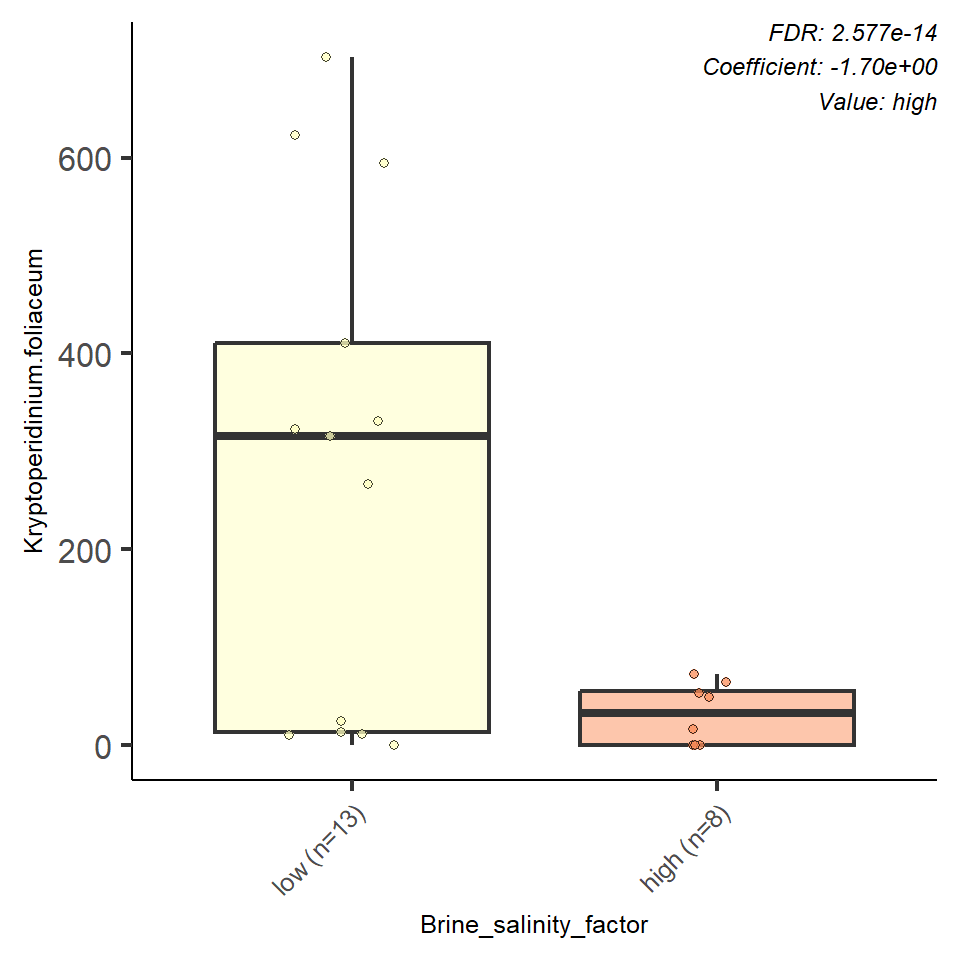 FDR: 2.577e-14
Coefficient: -1.70e+00
Value: high
Kryptoperidinium.foliaceum
600
400
200
0
low (n=13)
high (n=8)
Brine_salinity_factor